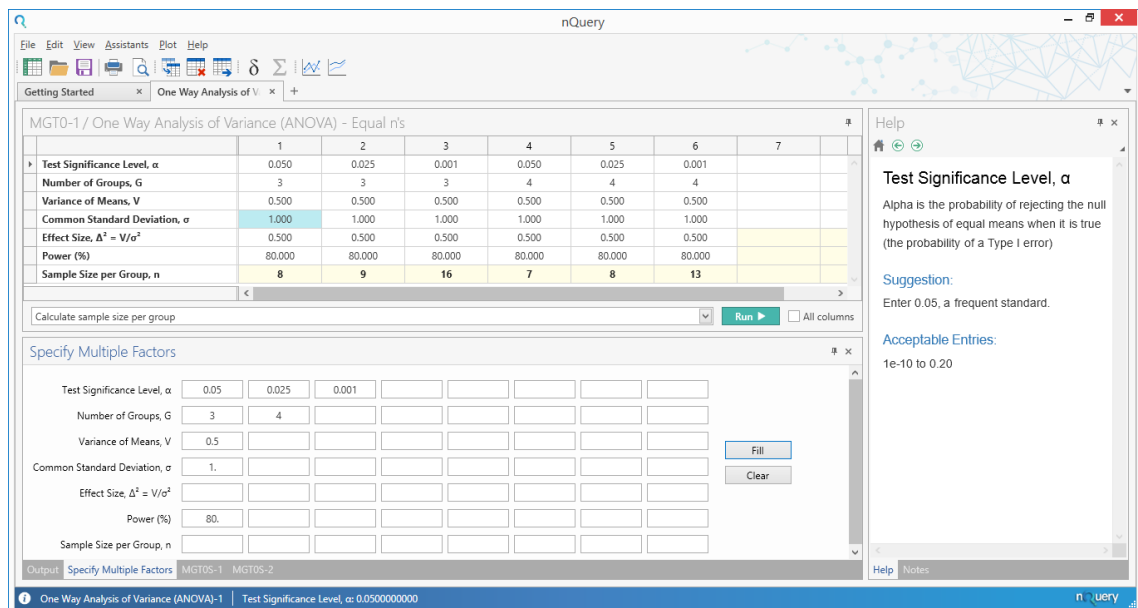 nQuery
File Edit View Assistants Plot Help
δ Σ
Getting Started × One Way Analysis of V × +
MGT0-1 / One Way Analysis of Variance (ANOVA) - Equal n's
1 2 3 4 5 6 7
Test Significance Level, α 0.050 0.025 0.001 0.050 0.025 0.001
Number of Groups, G 3 3 3 4 4 4
Variance of Means, V 0.500 0.500 0.500 0.500 0.500 0.500
Common Standard Deviation, σ 1.000 1.000 1.000 1.000 1.000 1.000
Effect Size, Δ² = V/σ² 0.500 0.500 0.500 0.500 0.500 0.500
Power (%) 80.000 80.000 80.000 80.000 80.000 80.000
Sample Size per Group, n 8 9 16 7 8 13
Calculate sample size per group Run All columns
Specify Multiple Factors
Test Significance Level, α 0.05 0.025 0.001
Number of Groups, G 3 4
Variance of Means, V 0.5
Common Standard Deviation, σ 1.
Effect Size, Δ² = V/σ²
Power (%) 80.
Sample Size per Group, n
Fill
Clear
Output Specify Multiple Factors MGT0S-1 MGT0S-2
Help
Test Significance Level, α
Alpha is the probability of rejecting the null
hypothesis of equal means when it is true
(the probability of a Type I error)
Suggestion:
Enter 0.05, a frequent standard.
Acceptable Entries:
1e-10 to 0.20
Help Notes
One Way Analysis of Variance (ANOVA)-1 Test Significance Level, α: 0.0500000000
nQuery